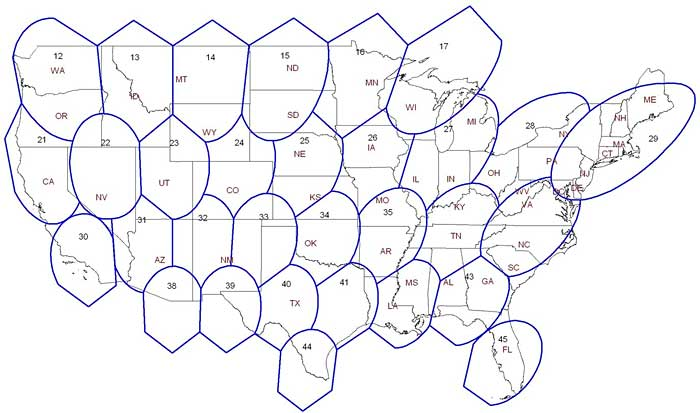 12 13 14 15 16 17
WA MT ND
ID MN
OR SD WI MI 28 NY NH ME
21 22 23 WY 24 25 26 27 MA 29
NE IA OH PA CT
CA UT CO IL IN NJ
NV KS MO WV DE
31 32 33 34 35 KY VA
30 OK TN NC
AZ NM AR SC
38 39 40 41 MS AL 43 GA
TX LA
44 45
FL